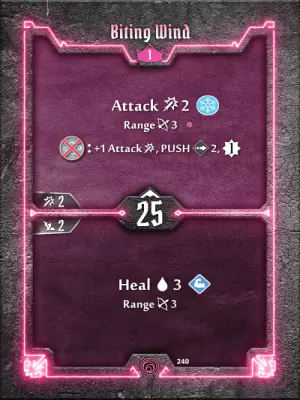 Biting Wind
1
Attack 2
Range 3
: +1 Attack, PUSH 2, 1
2
25
2
Heal 3
Range 3
240